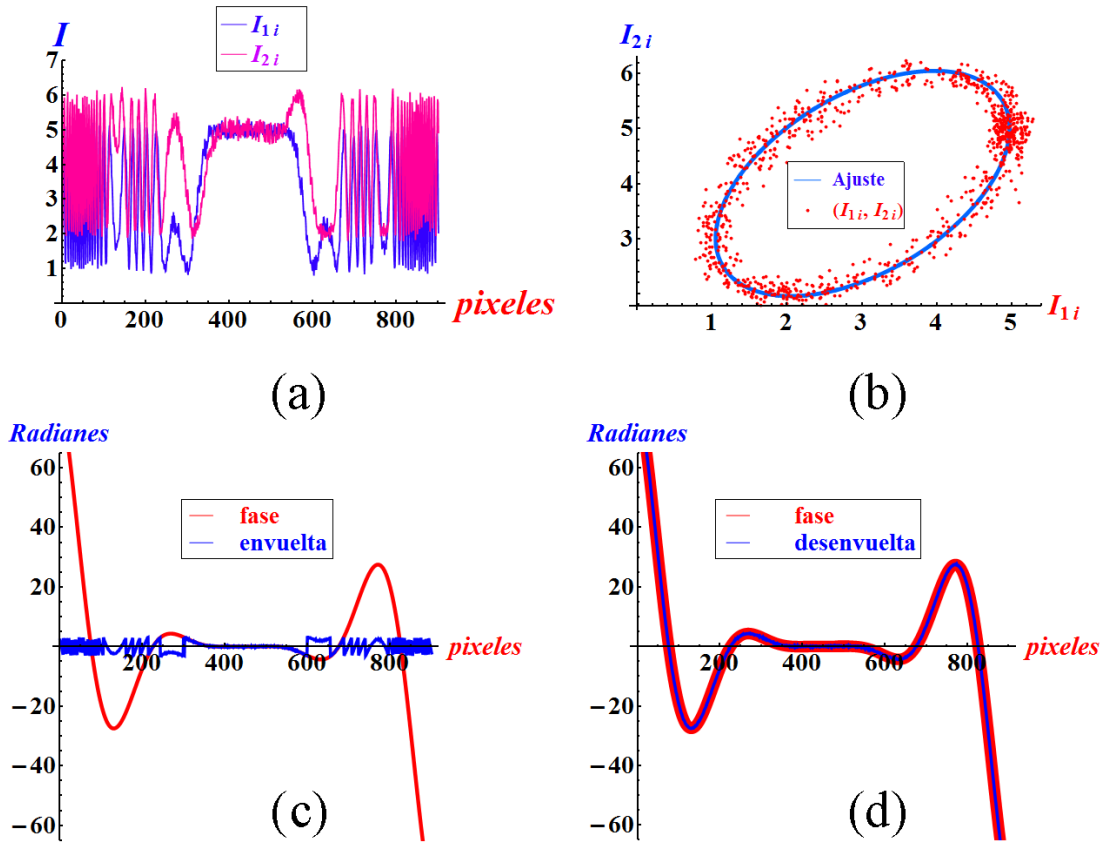 I
I1 i
I2 i
7
6
5
4
3
2
1
0
200
400
600
800
pixeles
(a)
I2 i
6
5
4
3
Ajuste
(I1 i, I2 i)
1
2
3
4
5
I1 i
(b)
Radianes
60
40
20
−20
−40
−60
fase
envuelta
200
400
600
800
pixeles
(c)
Radianes
60
40
20
−20
−40
−60
fase
desenvuelta
200
400
600
800
pixeles
(d)